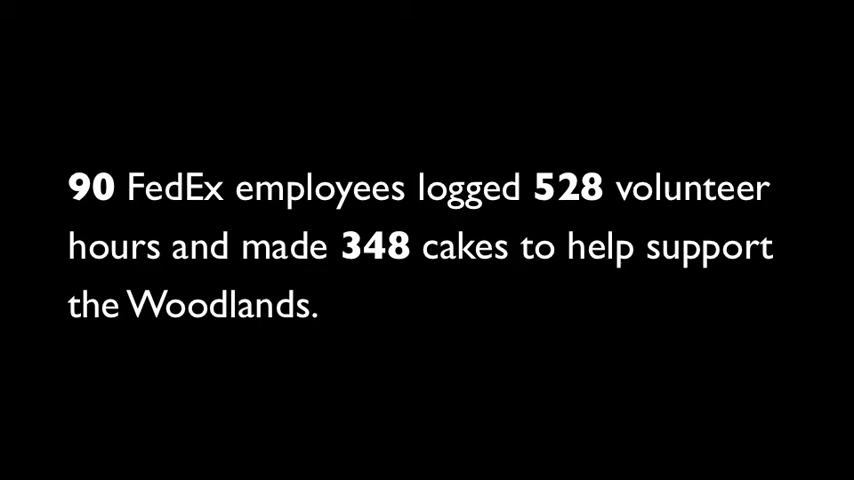 90 FedEx employees logged 528 volunteer
hours and made 348 cakes to help support
the Woodlands.